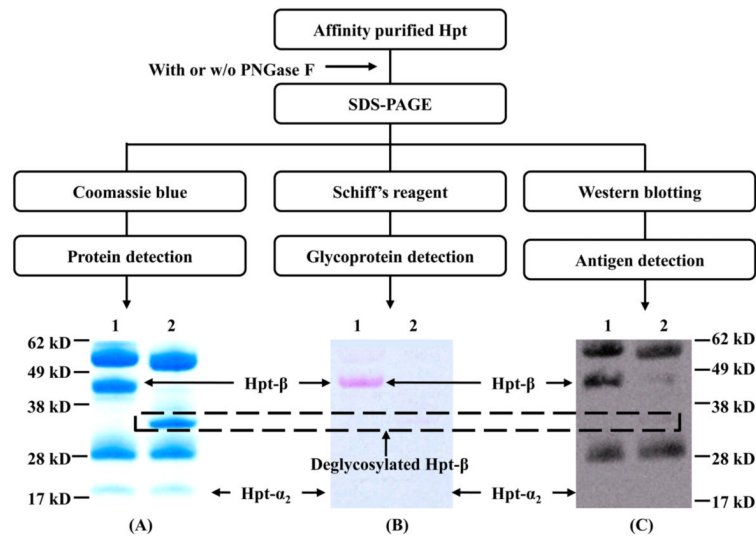 Affinity purified Hpt
With or w/o PNGase F
SDS-PAGE
Coomassie blue
Schiff's reagent
Western blotting
Protein detection
Glycoprotein detection
Antigen detection
1 2
1 2
1 2
62 kD
49 kD
38 kD
28 kD
17 kD
Hpt-β
Hpt-β
Deglycosylated Hpt-β
Hpt-α₂
Hpt-α₂
62 kD
49 kD
38 kD
28 kD
17 kD
(A)
(B)
(C)